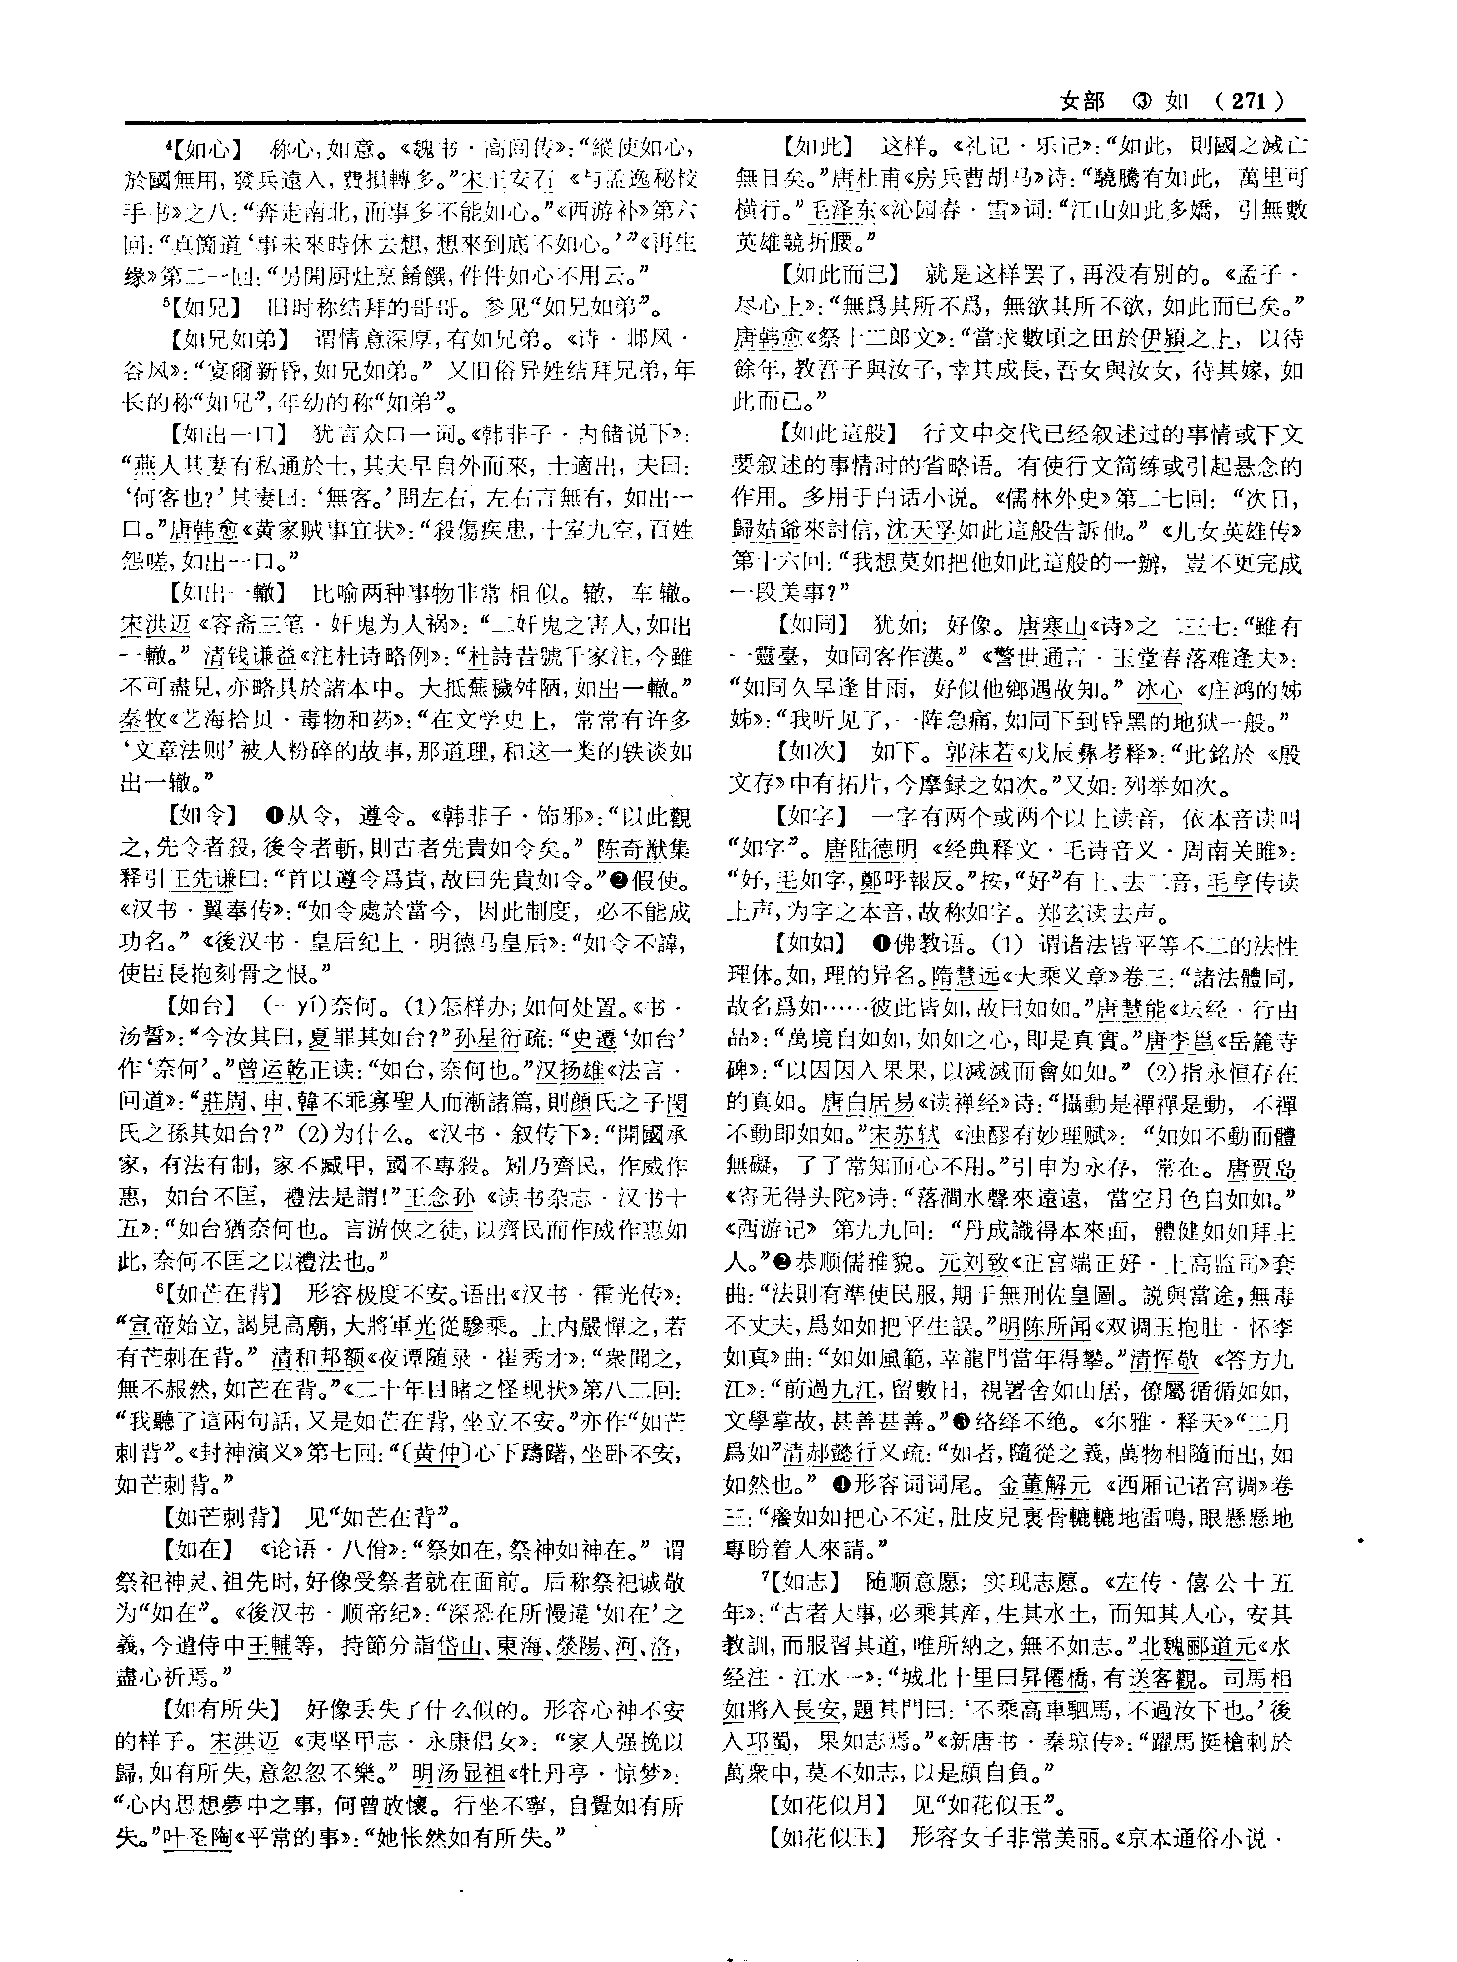 女部 ③ 如 (271)
⁴【如心】 称心,如意。《魏书·高闾传》:“縱使如心,
於國無用,發兵遠入,費損轉多。”宋王安石《与孟逸秘校
手书》之八:“奔走南北,而事多不能如心。”《西游补》第六
回:“真箇道‘事未來時休去想,想來到底不如心。’”《再生
缘》第二一回:“另開厨灶烹餚饌,件件如心不用云。”
⁵【如兄】 旧时称结拜的哥哥。参见“如兄如弟”。
【如兄如弟】 谓情意深厚,有如兄弟。《诗·邶风·
谷风》:“宴爾新昏,如兄如弟。” 又旧俗异姓结拜兄弟,年
长的称“如兄”,年幼的称“如弟”。
【如出一口】 犹言众口一词。《韩非子·内储说下》:
“燕人其妻有私通於士,其夫早自外而來,士適出,夫曰:
‘何客也?’其妻曰:‘無客。’問左右,左右言無有,如出一
口。”唐韩愈《黄家贼事宜状》:“殺傷疾患,十室九空,百姓
怨嗟,如出一口。”
【如出一辙】 比喻两种事物非常相似。辙,车辙。
宋洪迈《容斋三笔·奸鬼为人祸》:“二奸鬼之害人,如出
一轍。” 清钱谦益《注杜诗略例》:“杜詩昔號千家注,今雖
不可盡見,亦略具於諸本中。大抵蕪穢舛陋,如出一轍。”
秦牧《艺海拾贝·毒物和药》:“在文学史上,常常有许多
‘文章法则’被人粉碎的故事,那道理,和这一类的轶谈如
出一辙。”
【如令】 ❶从令,遵令。《韩非子·饰邪》:“以此觀
之,先令者殺,後令者斬,則古者先貴如令矣。” 陈奇猷集
释引王先谦曰:“首以遵令爲貴,故曰先貴如令。”❷假使。
《汉书·翼奉传》:“如令處於當今,因此制度,必不能成
功名。”《後汉书·皇后纪上·明德马皇后》:“如令不諱,
使臣長抱刻骨之恨。”
【如台】 (-yí)奈何。(1)怎样办;如何处置。《书·
汤誓》:“今汝其曰,夏罪其如台?”孙星衍疏:“史遷‘如台’
作‘奈何’。”曾运乾正读:“如台,奈何也。”汉扬雄《法言·
问道》:“莊周、申、韓不乖寡聖人而漸諸篇,則顔氏之子閔
氏之孫其如台?” (2)为什么。《汉书·叙传下》:“開國承
家,有法有制,家不臧甲,國不專殺。矧乃齊民,作威作
惠,如台不匡,禮法是謂!”王念孙《读书杂志·汉书十
五》:“如台猶奈何也。言游俠之徒,以齊民而作威作惠如
此,奈何不匡之以禮法也。”
⁶【如芒在背】 形容极度不安。语出《汉书·霍光传》:
“宣帝始立,謁見高廟,大將軍光從驂乘。上内嚴憚之,若
有芒刺在背。” 清和邦额《夜谭随录·崔秀才》:“衆聞之,
無不赧然,如芒在背。”《二十年目睹之怪现状》第八二回:
“我聽了這兩句話,又是如芒在背,坐立不安。”亦作“如芒
刺背”。《封神演义》第七回:“〔黄仲〕心下躊躇,坐卧不安,
如芒刺背。”
【如芒刺背】 见“如芒在背”。
【如在】 《论语·八佾》:“祭如在,祭神如神在。” 谓
祭祀神灵、祖先时,好像受祭者就在面前。后称祭祀诚敬
为“如在”。《後汉书·顺帝纪》:“深恐在所慢違‘如在’之
義,今遣侍中王輔等,持節分詣岱山、東海、滎陽、河、洛,
盡心祈焉。”
【如有所失】 好像丢失了什么似的。形容心神不安
的样子。宋洪迈《夷坚甲志·永康倡女》:“家人强挽以
歸,如有所失,意忽忽不樂。” 明汤显祖《牡丹亭·惊梦》:
“心内思想夢中之事,何曾放懷。行坐不寧,自覺如有所
失。”叶圣陶《平常的事》:“她怅然如有所失。”
【如此】 这样。《礼记·乐记》:“如此,則國之滅亡
無日矣。”唐杜甫《房兵曹胡马》诗:“驍騰有如此,萬里可
横行。”毛泽东《沁园春·雪》词:“江山如此多嬌,引無數
英雄競折腰。”
【如此而已】 就是这样罢了,再没有别的。《孟子·
尽心上》:“無爲其所不爲,無欲其所不欲,如此而已矣。”
唐韩愈《祭十二郎文》:“當求數頃之田於伊潁之上,以待
餘年,教吾子與汝子,幸其成長,吾女與汝女,待其嫁,如
此而已。”
【如此這般】 行文中交代已经叙述过的事情或下文
要叙述的事情时的省略语。有使行文简练或引起悬念的
作用。多用于白话小说。《儒林外史》第二七回:“次日,
歸姑爺來討信,沈天孚如此這般告訴他。”《儿女英雄传》
第十六回:“我想莫如把他如此這般的一辦,豈不更完成
一段美事?”
【如同】 犹如;好像。唐寒山《诗》之二三七:“雖有
一靈臺,如同客作漢。”《警世通言·玉堂春落难逢夫》:
“如同久旱逢甘雨,好似他鄉遇故知。” 冰心《庄鸿的姊
姊》:“我听见了,一阵急痛,如同下到昏黑的地狱一般。”
【如次】 如下。郭沫若《戊辰彝考释》:“此銘於《殷
文存》中有拓片,今摩録之如次。”又如:列举如次。
【如字】 一字有两个或两个以上读音,依本音读叫
“如字”。唐陆德明《经典释文·毛诗音义·周南关雎》:
“好,毛如字,鄭呼報反。”按,“好”有上、去二音,毛亨传读
上声,为字之本音,故称如字。郑玄读去声。
【如如】 ❶佛教语。(1) 谓诸法皆平等不二的法性
理体。如,理的异名。隋慧远《大乘义章》卷三:“諸法體同,
故名爲如……彼此皆如,故曰如如。”唐慧能《坛经·行由
品》:“萬境自如如,如如之心,即是真實。”唐李邕《岳麓寺
碑》:“以因因入果果,以滅滅而會如如。” (2)指永恒存在
的真如。唐白居易《读禅经》诗:“攝動是禪禪是動,不禪
不動即如如。”宋苏轼《浊醪有妙理赋》:“如如不動而體
無礙,了了常知而心不用。”引申为永存,常在。唐贾岛
《寄无得头陀》诗:“落澗水聲來遠遠,當空月色自如如。”
《西游记》第九九回:“丹成識得本來面,體健如如拜主
人。”❷恭顺儒雅貌。元刘致《正宫端正好·上高监司》套
曲:“法則有準使民服,期于無刑佐皇圖。説與當途,無毒
不丈夫,爲如如把平生誤。”明陈所闻《双调玉抱肚·怀李
如真》曲:“如如風範,幸龍門當年得攀。”清恽敬《答方九
江》:“前過九江,留數日,視署舍如山居,僚屬循循如如,
文學掌故,甚善甚善。”❸络绎不绝。《尔雅·释天》“二月
爲如”清郝懿行义疏:“如者,隨從之義,萬物相隨而出,如
如然也。” ❹形容词词尾。金董解元《西厢记诸宫调》卷
三:“癢如如把心不定,肚皮兒裏骨轆轆地雷鳴,眼懸懸地
專盼着人來請。”
⁷【如志】 随顺意愿;实现志愿。《左传·僖公十五
年》:“古者大事,必乘其産,生其水土,而知其人心,安其
教訓,而服習其道,唯所納之,無不如志。”北魏郦道元《水
经注·江水一》:“城北十里曰昇僊橋,有送客觀。司馬相
如將入長安,題其門曰:‘不乘高車駟馬,不過汝下也。’後
入邛蜀,果如志焉。”《新唐书·秦琼传》:“躍馬挺槍刺於
萬衆中,莫不如志,以是頗自負。”
【如花似月】 见“如花似玉”。
【如花似玉】 形容女子非常美丽。《京本通俗小说·